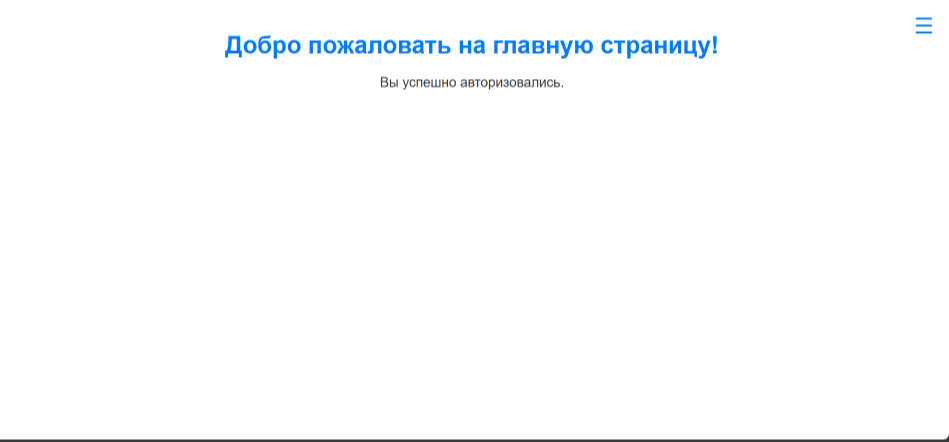 Добро пожаловать на главную страницу!
Вы успешно авторизовались.